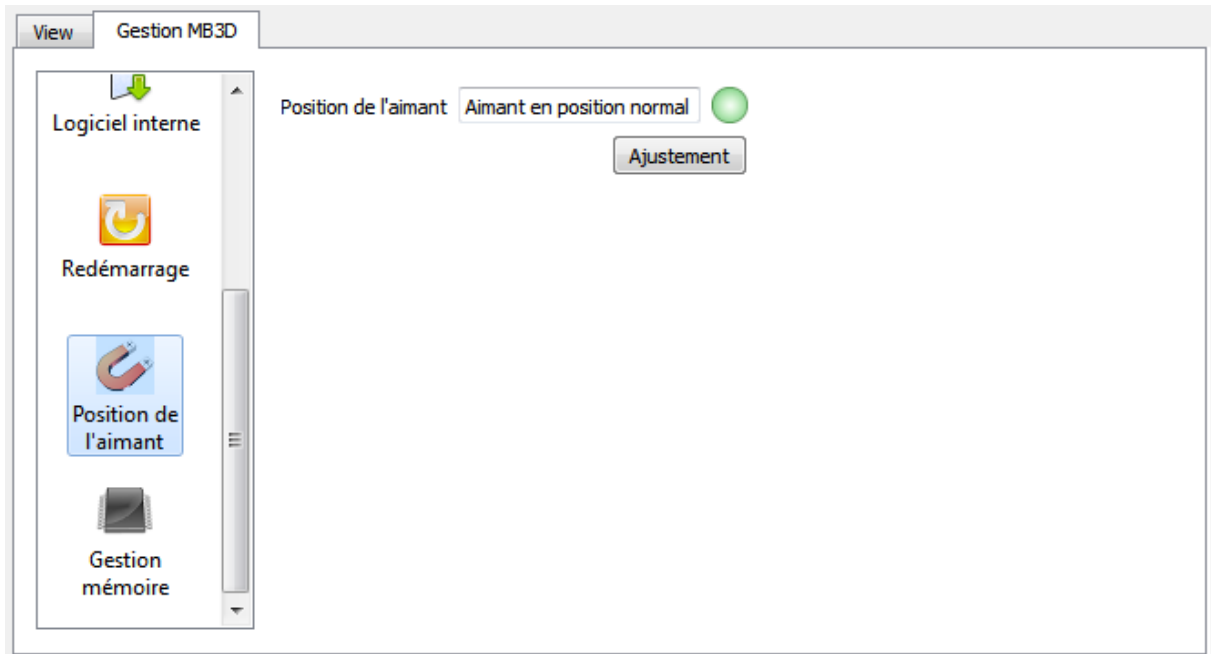 View
Gestion MB3D
Logiciel interne
Redémarrage
Position de
l'aimant
Gestion
mémoire
Position de l'aimant
Aimant en position normal
Ajustement